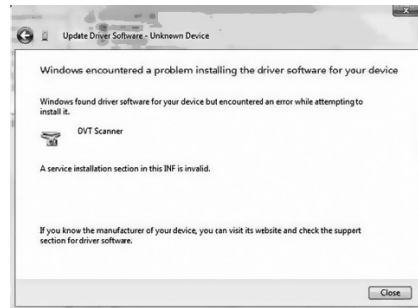 Update Driver Software - Unknown Device
Windows encountered a problem installing the driver software for your device
Windows found driver software for your device but encountered an error while attempting to
install it.
DVT Scanner
A service installation section in this INF is invalid.
If you know the manufacturer of your device, you can visit its website and check the support
section for driver software.
Close